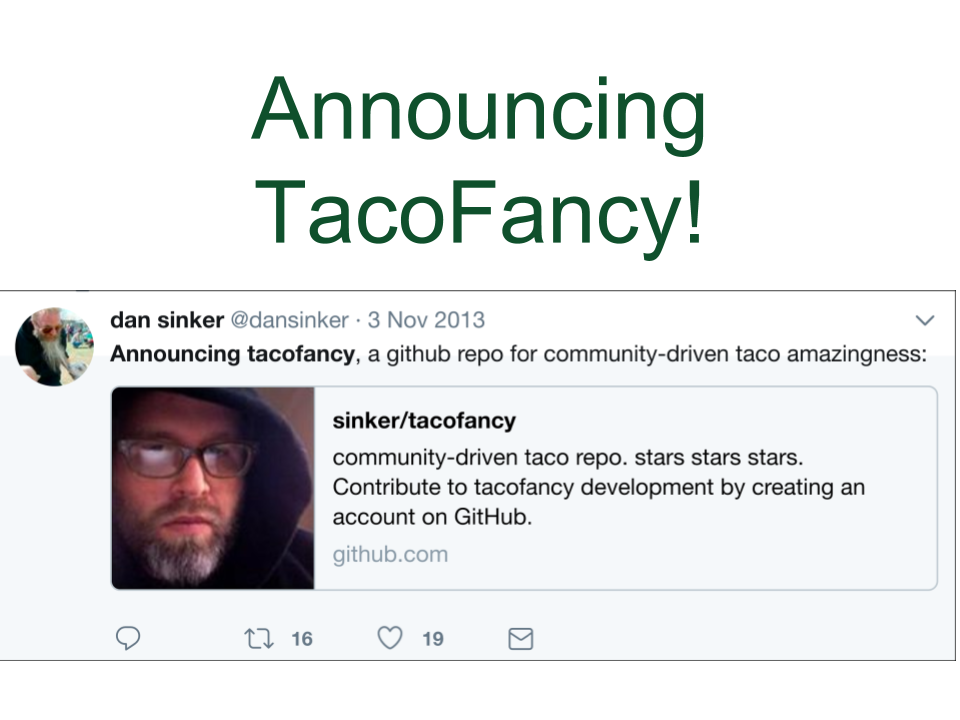 Announcing
TacoFancy!
dan sinker @dansinker · 3 Nov 2013
Announcing tacofancy, a github repo for community-driven taco amazingness:
sinker/tacofancy
community-driven taco repo. stars stars stars.
Contribute to tacofancy development by creating an
account on GitHub.
github.com
16 19